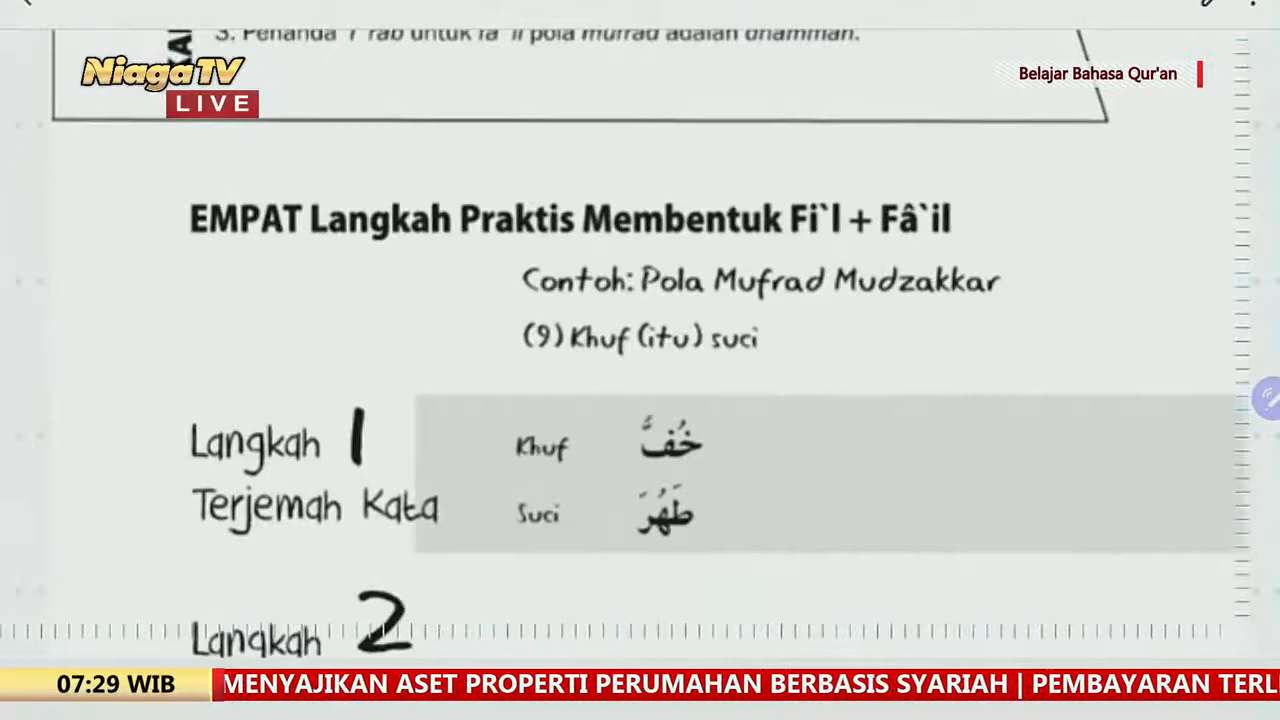 3. Penanda I'rab untuk fa'il pola mufrad adalah dhammah.
NiagaTV
LIVE
Belajar Bahasa Qur'an
EMPAT Langkah Praktis Membentuk Fi`l + Fâ`il
Contoh: Pola Mufrad Mudzakkar
(9) Khuf (itu) suci
Langkah 1
Khuf خُفٌّ
Terjemah Kata
Suci طَهُرَ
Langkah 2
07:29 WIB
MENYAJIKAN ASET PROPERTI PERUMAHAN BERBASIS SYARIAH | PEMBAYARAN